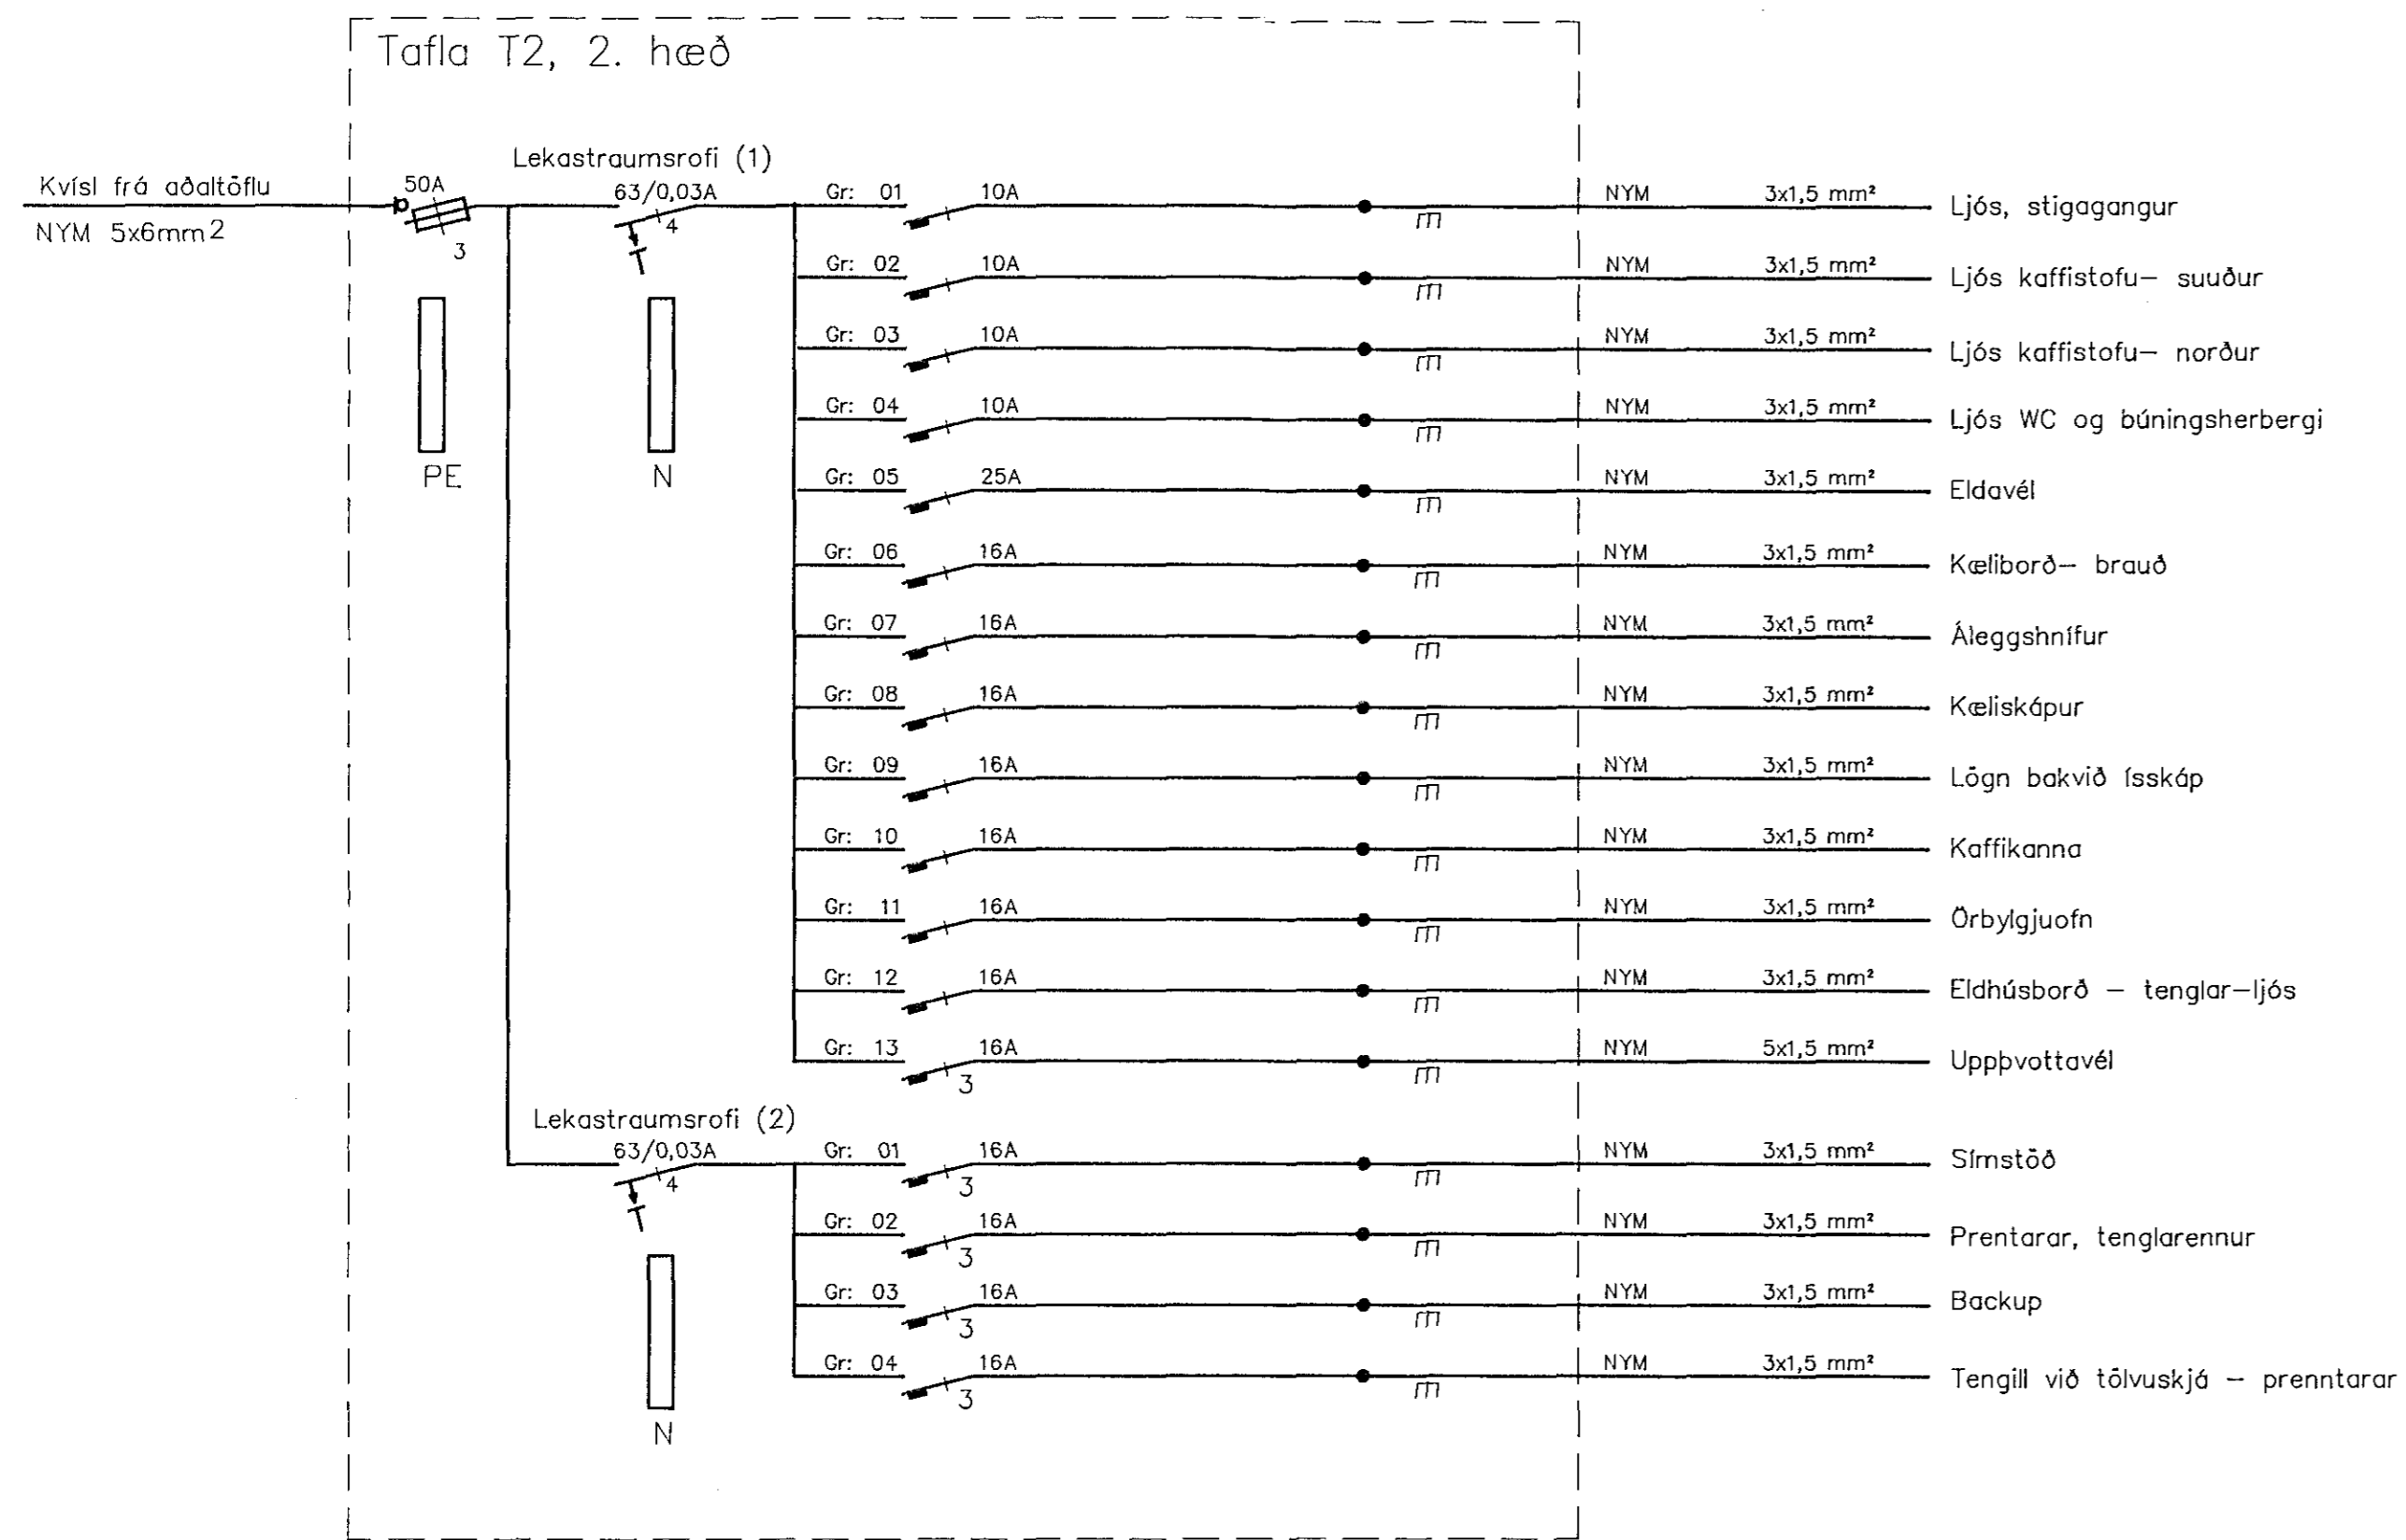 Tafla T2, 2. hæð
Kvísl frá aðaltöflu
NYM 5x6mm2
50A
3
PE
Lekastraumsrofi (1)
63/0,03A
4
N
Gr: 01 10A NYM 3x1,5 mm² Ljós, stigagangur
Gr: 02 10A NYM 3x1,5 mm² Ljós kaffistofu– suuður
Gr: 03 10A NYM 3x1,5 mm² Ljós kaffistofu– norður
Gr: 04 10A NYM 3x1,5 mm² Ljós WC og búningsherbergi
Gr: 05 25A NYM 3x1,5 mm² Eldavél
Gr: 06 16A NYM 3x1,5 mm² Kæliborð– brauð
Gr: 07 16A NYM 3x1,5 mm² Áleggshnífur
Gr: 08 16A NYM 3x1,5 mm² Kæliskápur
Gr: 09 16A NYM 3x1,5 mm² Lögn bakvið ísskáp
Gr: 10 16A NYM 3x1,5 mm² Kaffikanna
Gr: 11 16A NYM 3x1,5 mm² Örbylgjuofn
Gr: 12 16A NYM 3x1,5 mm² Eldhúsborð – tenglar–ljós
Gr: 13 16A 3 NYM 5x1,5 mm² Uppþvottavél
Lekastraumsrofi (2)
63/0,03A
4
N
Gr: 01 16A 3 NYM 3x1,5 mm² Símstöð
Gr: 02 16A 3 NYM 3x1,5 mm² Prentarar, tenglarennur
Gr: 03 16A 3 NYM 3x1,5 mm² Backup
Gr: 04 16A 3 NYM 3x1,5 mm² Tengill við tölvuskjá – prenntarar